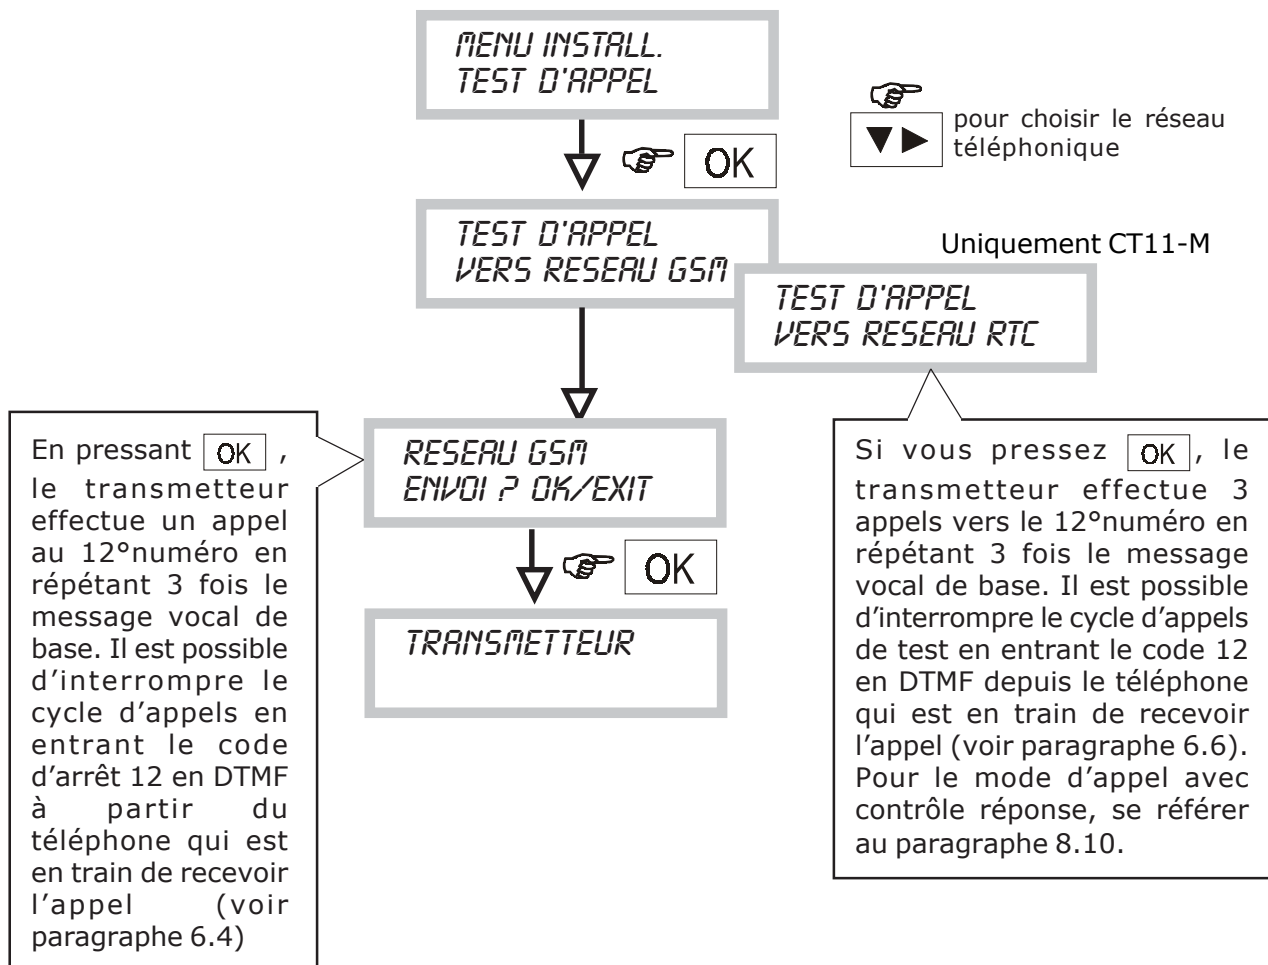 MENU INSTALL.
TEST D'APPEL
pour choisir le réseau
téléphonique
OK
TEST D'APPEL
VERS RESEAU GSM
Uniquement CT11-M
TEST D'APPEL
VERS RESEAU RTC
En pressant OK ,
le transmetteur
effectue un appel
au 12°numéro en
répétant 3 fois le
message vocal de
base. Il est possible
d’interrompre le
cycle d’appels en
entrant le code
d’arrêt 12 en DTMF
à partir du
téléphone qui est
en train de recevoir
l’appel (voir
paragraphe 6.4)
RESEAU GSM
ENVOI ? OK/EXIT
OK
TRANSMETTEUR
Si vous pressez OK, le
transmetteur effectue 3
appels vers le 12°numéro en
répétant 3 fois le message
vocal de base. Il est possible
d’interrompre le cycle d’appels
de test en entrant le code 12
en DTMF depuis le téléphone
qui est en train de recevoir
l’appel (voir paragraphe 6.6).
Pour le mode d’appel avec
contrôle réponse, se référer
au paragraphe 8.10.